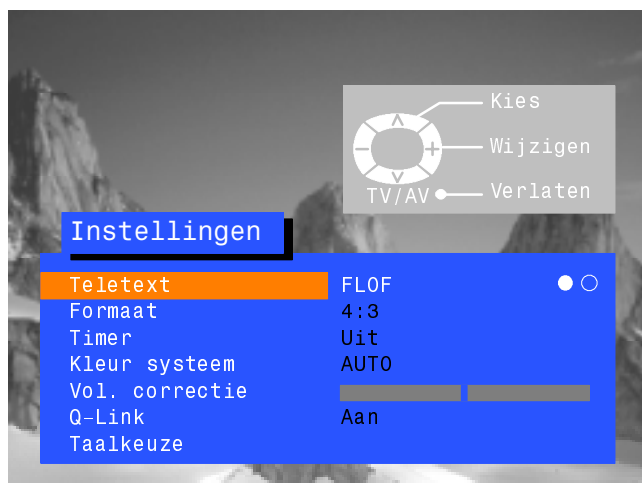 Kies
Wijzigen
TV/AV Verlaten
Instellingen
Teletext FLOF
Formaat 4:3
Timer Uit
Kleur systeem AUTO
Vol. correctie
Q-Link Aan
Taalkeuze